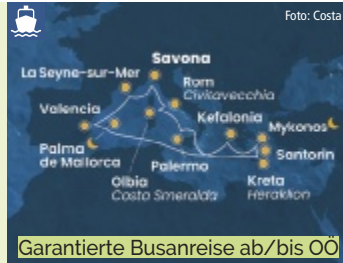 Foto: Costa
Savona
La Seyne-sur-Mer
Rom
Civitavecchia
Valencia
Kefalonia
Mykonos
Palma
de Mallorca
Palermo
Santorin
Olbia
Costa Smeralda
Kreta
Heraklion
Garantierte Busanreise ab/bis OÖ